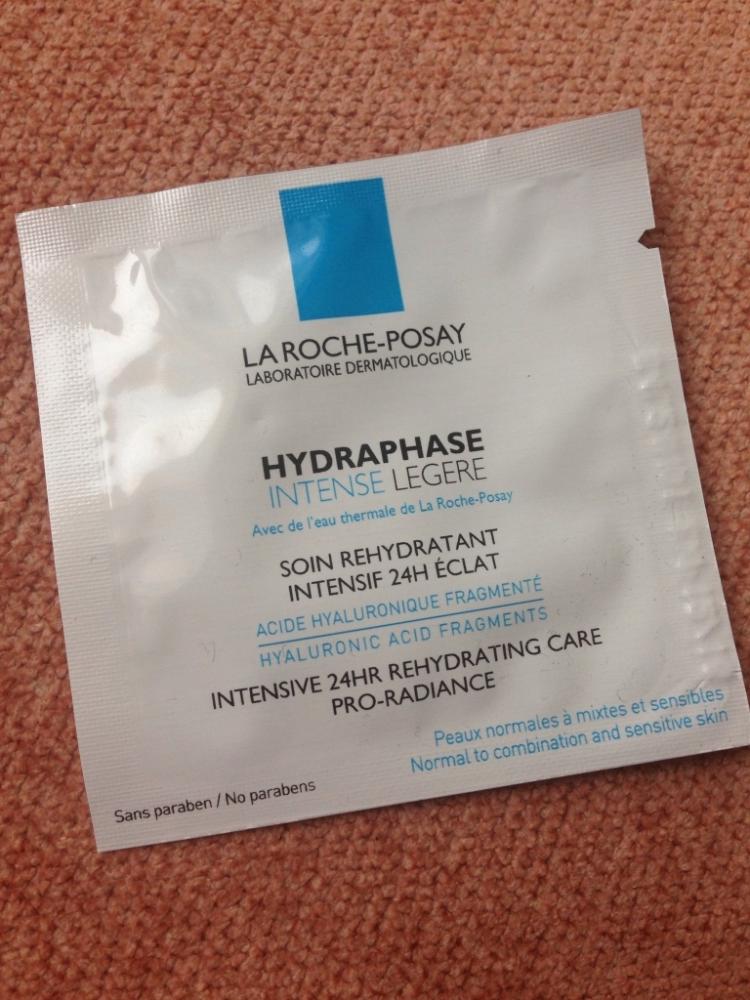 LA ROCHE-POSAY
LABORATOIRE DERMATOLOGIQUE
HYDRAPHASE
INTENSE LEGERE
Avec de l'eau thermale de La Roche-Posay
SOIN REHYDRATANT
INTENSIF 24H ÉCLAT
ACIDE HYALURONIQUE FRAGMENTÉ
HYALURONIC ACID FRAGMENTS
INTENSIVE 24HR REHYDRATING CARE
PRO-RADIANCE
Peaux normales à mixtes et sensibles
Normal to combination and sensitive skin
Sans paraben / No parabens